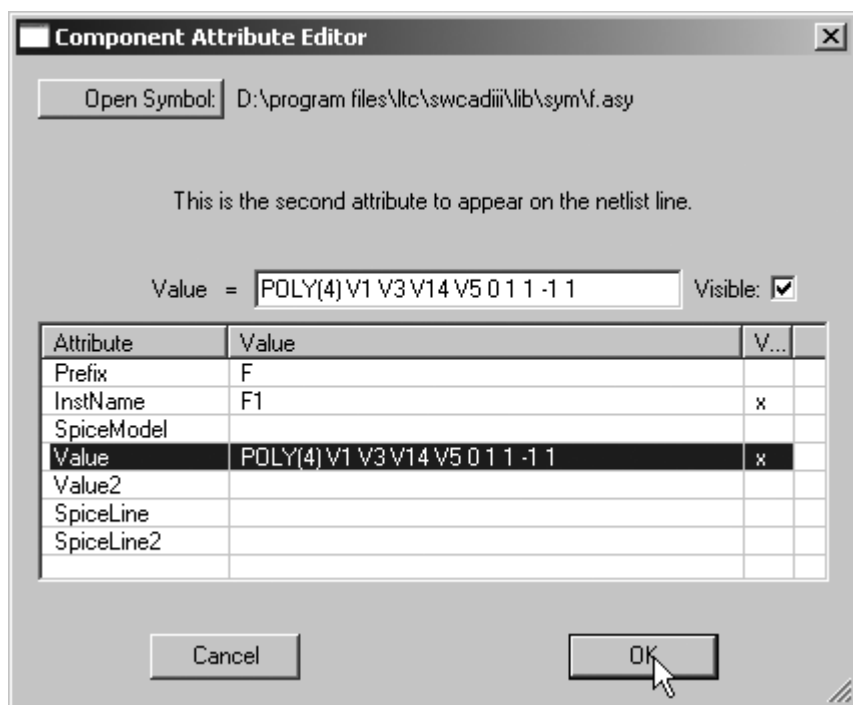 Component Attribute Editor
Open Symbol: D:\program files\ltc\swcadiii\lib\sym\f.asy
This is the second attribute to appear on the netlist line.
Value = POLY(4) V1 V3 V14 V5 0 1 1 -1 1 Visible:
Attribute Value V...
Prefix F
InstName F1 x
SpiceModel
Value POLY(4) V1 V3 V14 V5 0 1 1 -1 1 x
Value2
SpiceLine
SpiceLine2
Cancel OK